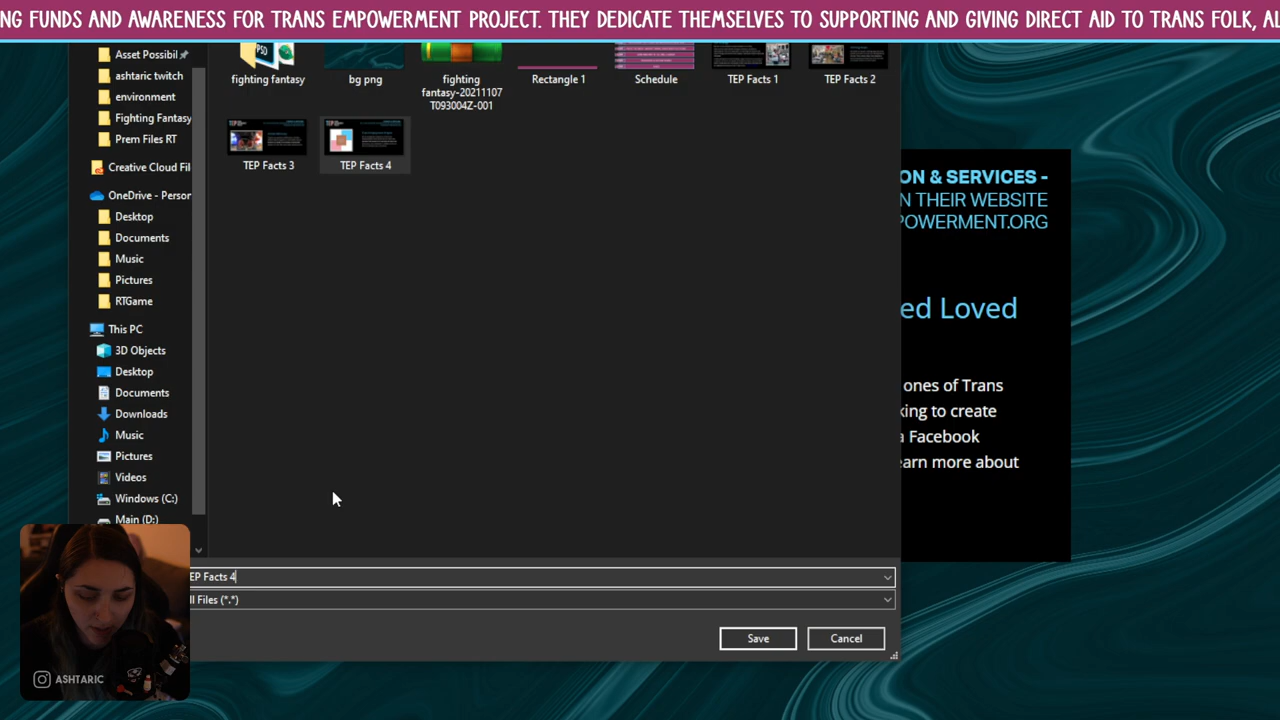 NG FUNDS AND AWARENESS FOR TRANS EMPOWERMENT PROJECT. THEY DEDICATE THEMSELVES TO SUPPORTING AND GIVING DIRECT AID TO TRANS FOLK, AL
Asset Possibil
ashtaric twitch
environment
Fighting Fantasy
Prem Files RT
Creative Cloud Fil
OneDrive - Person
Desktop
Documents
Music
Pictures
RTGame
This PC
3D Objects
Desktop
Documents
Downloads
Music
Pictures
Videos
Windows (C:)
Main (D:)
fighting fantasy
bg png
fighting
fantasy-20211107
T093004Z-001
Rectangle 1
Schedule
TEP Facts 1
TEP Facts 2
TEP Facts 3
TEP Facts 4
ON & SERVICES -
N THEIR WEBSITE
POWERMENT.ORG
ed Loved
ones of Trans
king to create
a Facebook
earn more about
EP Facts 4
ll Files (*.*)
Save
Cancel
ASHTARIC